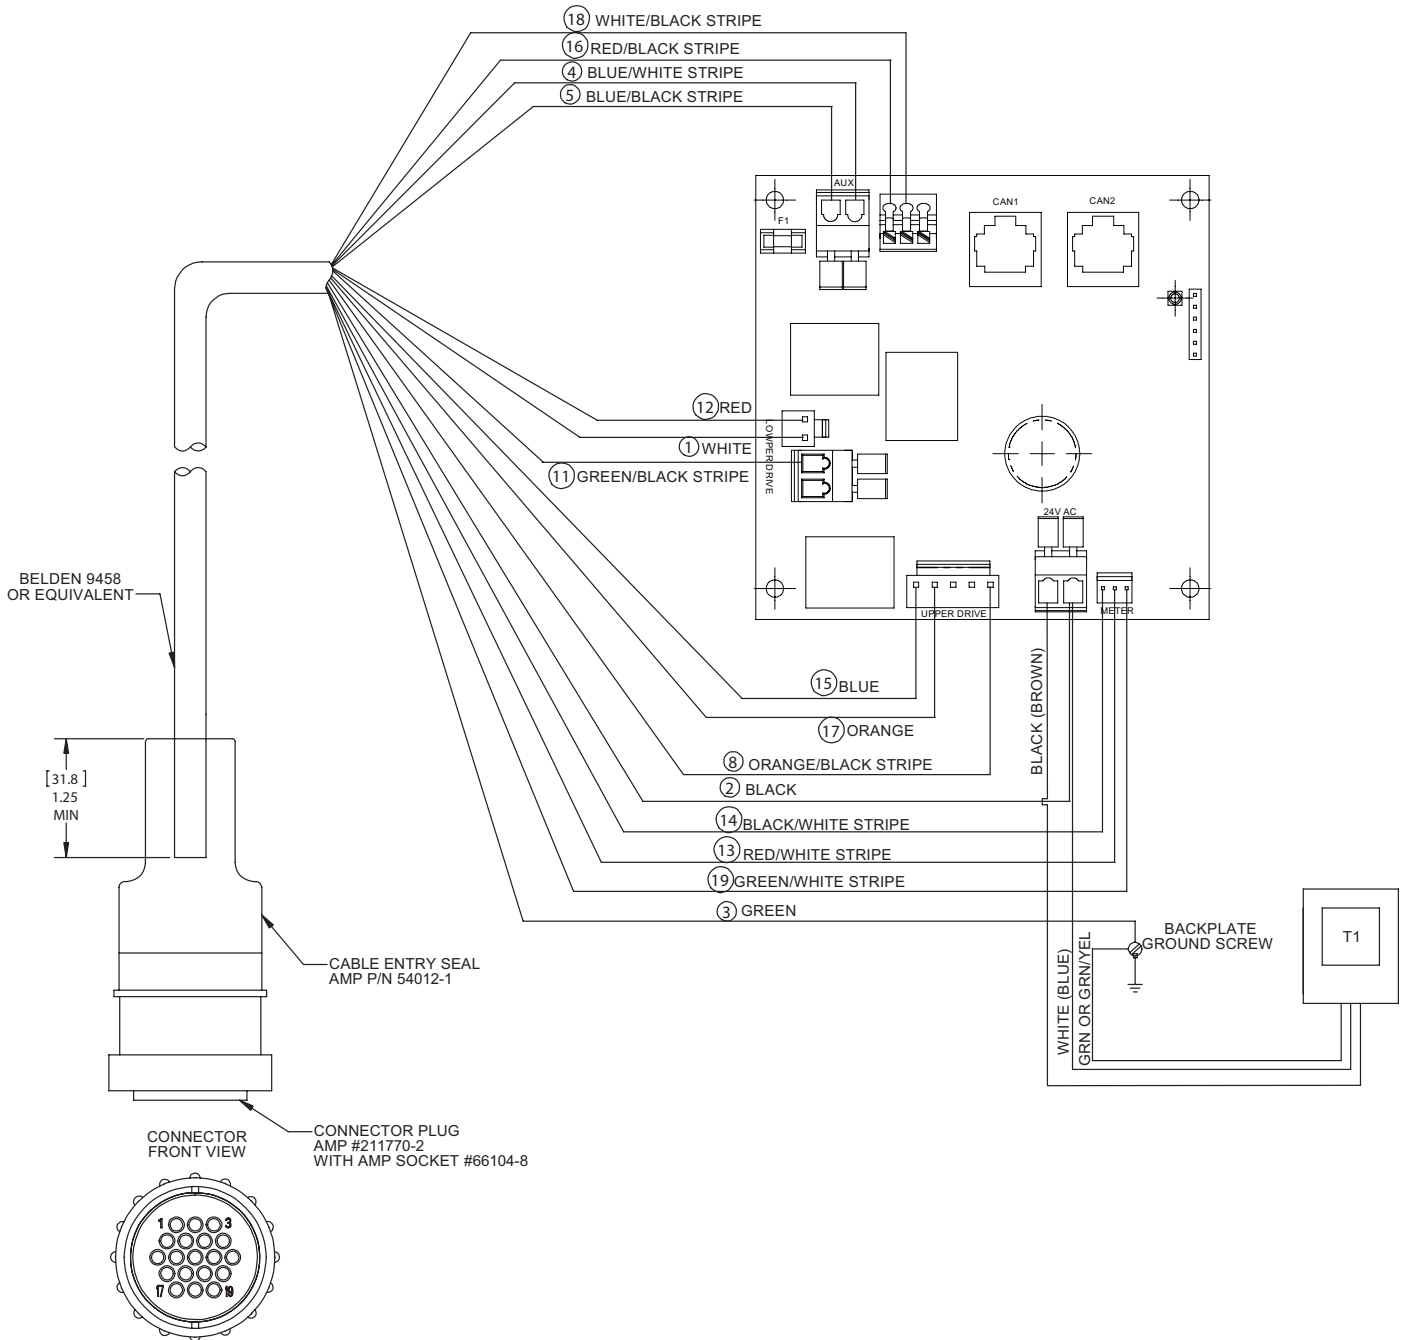 18 WHITE/BLACK STRIPE
16 RED/BLACK STRIPE
4 BLUE/WHITE STRIPE
5 BLUE/BLACK STRIPE
AUX
F1
CAN1
CAN2
12 RED
1 WHITE
11 GREEN/BLACK STRIPE
LOWPER DRIVE
24V AC
UPPER DRIVE
METER
BELDEN 9458
OR EQUIVALENT
15 BLUE
17 ORANGE
8 ORANGE/BLACK STRIPE
2 BLACK
14 BLACK/WHITE STRIPE
13 RED/WHITE STRIPE
19 GREEN/WHITE STRIPE
3 GREEN
BLACK (BROWN)
WHITE (BLUE)
GRN OR GRN/YEL
BACKPLATE
GROUND SCREW
T1
[31.8]
1.25
MIN
CABLE ENTRY SEAL
AMP P/N 54012-1
CONNECTOR PLUG
AMP #211770-2
WITH AMP SOCKET #66104-8
CONNECTOR
FRONT VIEW
1 3
17 19